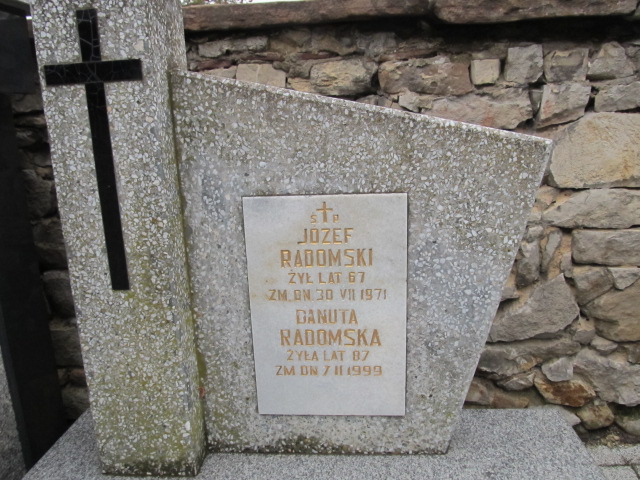 Ś P
JÓZEF
RADOMSKI
ŻYŁ LAT 67
ZM DN 30 VII 1971
DANUTA
RADOMSKA
ŻYŁA LAT 87
ZM DN 7 II 1999